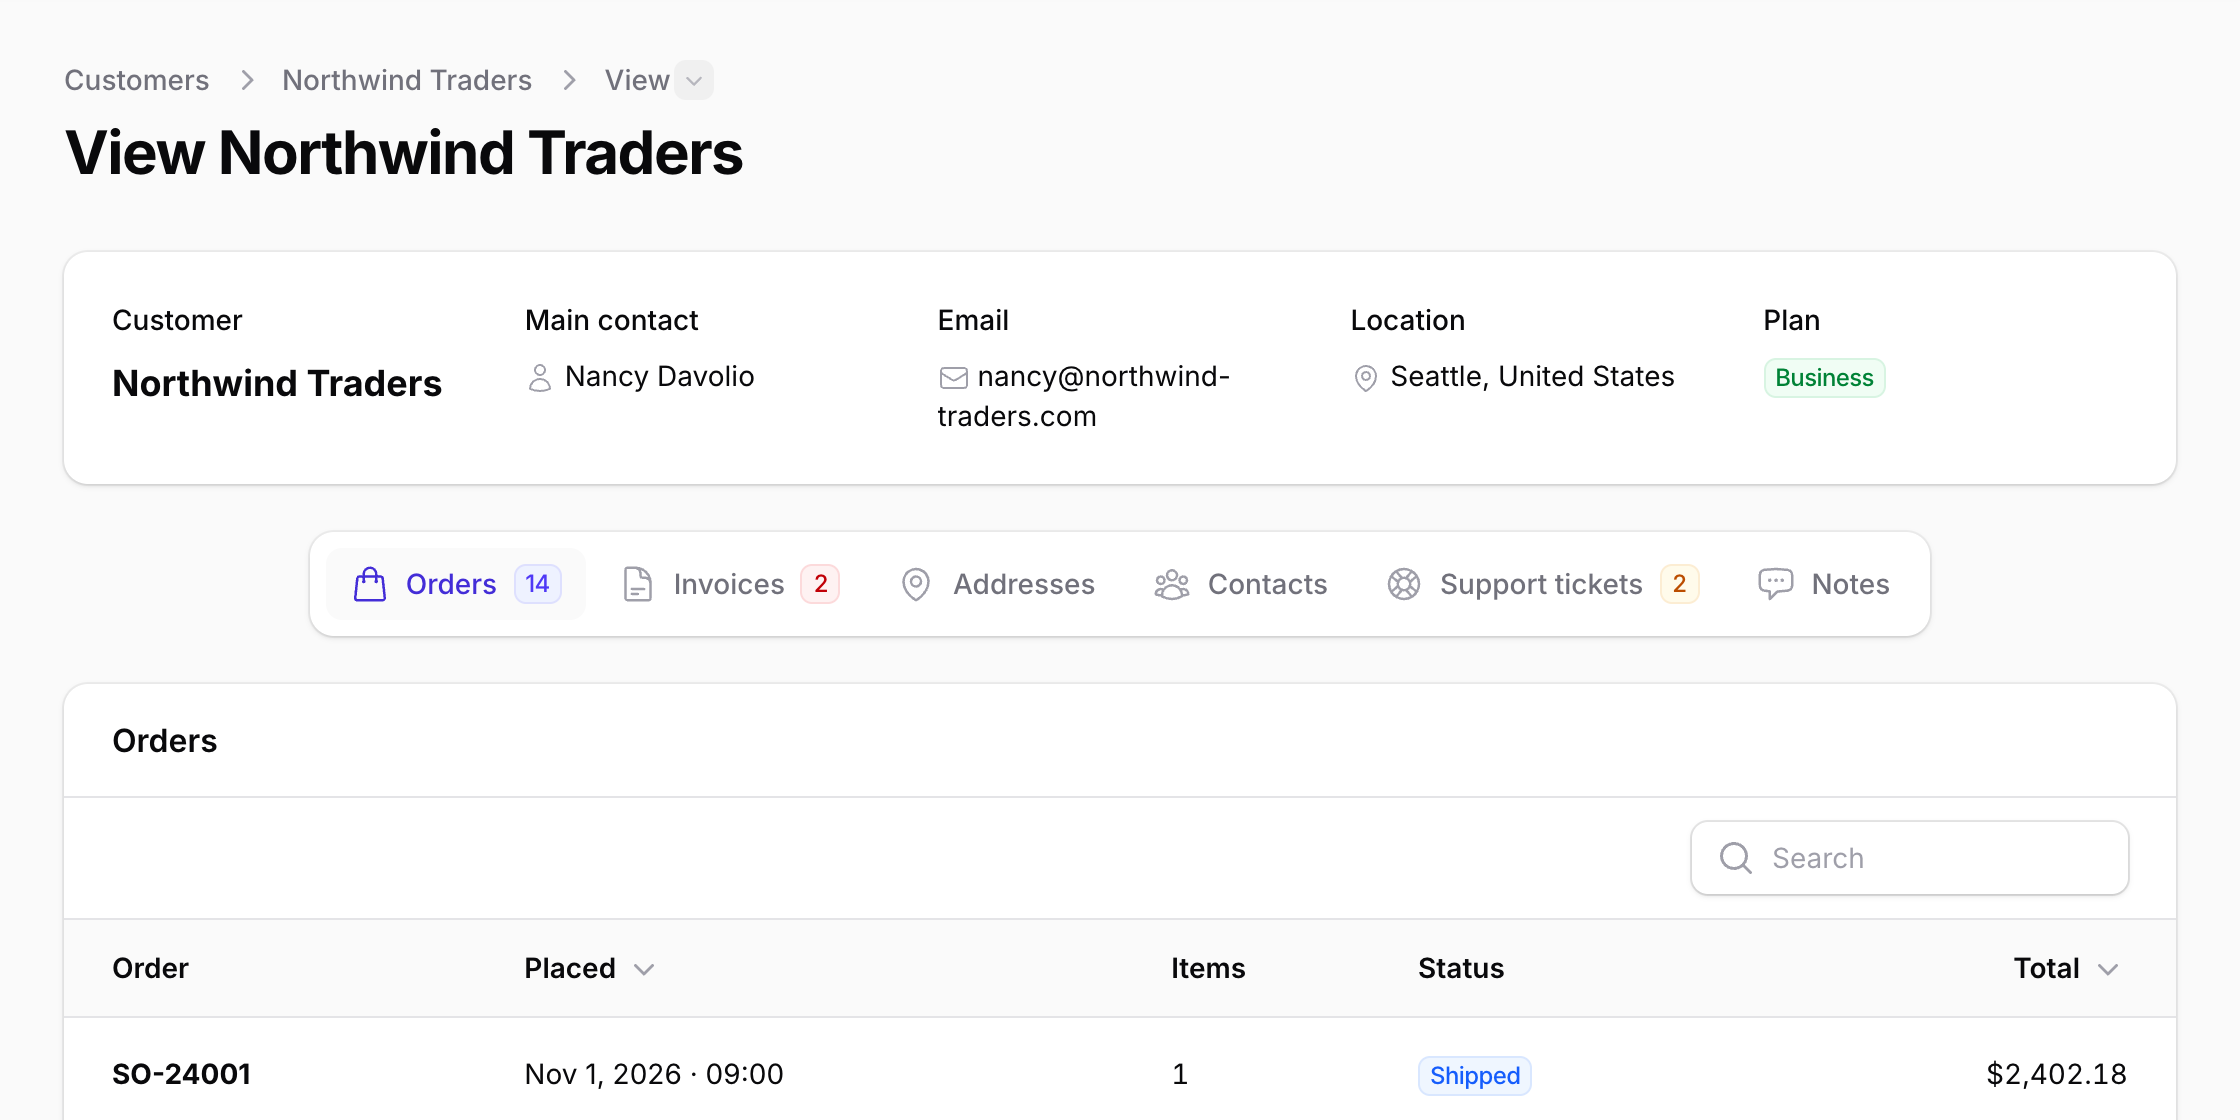 Customers > Northwind Traders > View
View Northwind Traders
Customer Main contact Email Location Plan
Northwind Traders Nancy Davolio nancy@northwind- Seattle, United States Business
traders.com
Orders 14 Invoices 2 Addresses Contacts Support tickets 2 Notes
Orders
Search
Order Placed Items Status Total
SO-24001 Nov 1, 2026 · 09:00 1 Shipped $2,402.18